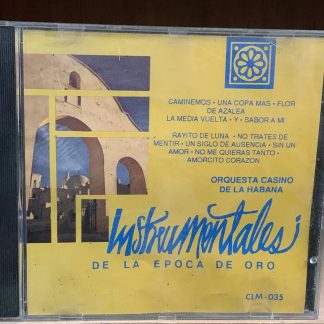 CAMINEMOS • UNA COPA MAS • FLOR
DE AZALEA
LA MEDIA VUELTA • Y • SABOR A MI
RAYITO DE LUNA • NO TRATES DE
MENTIR • UN SIGLO DE AUSENCIA • SIN UN
AMOR • NO ME QUIERAS TANTO •
AMORCITO CORAZON
ORQUESTA CASINO
DE LA HABANA
Instrumentales
DE LA EPOCA DE ORO
CLM-035